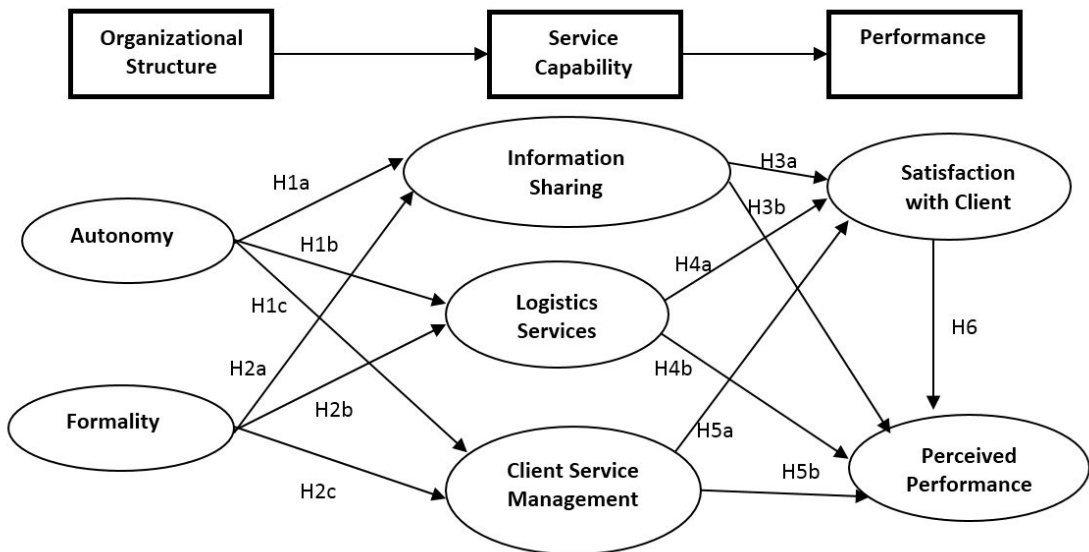 Organizational
Structure
Service
Capability
Performance
Information
Sharing
H3a
Satisfaction
with Client
H1a
H3b
Autonomy
H1b
H4a
H1c
Logistics
Services
H6
H2a
H4b
Formality
H2b
H5a
H2c
Client Service
Management
H5b
Perceived
Performance